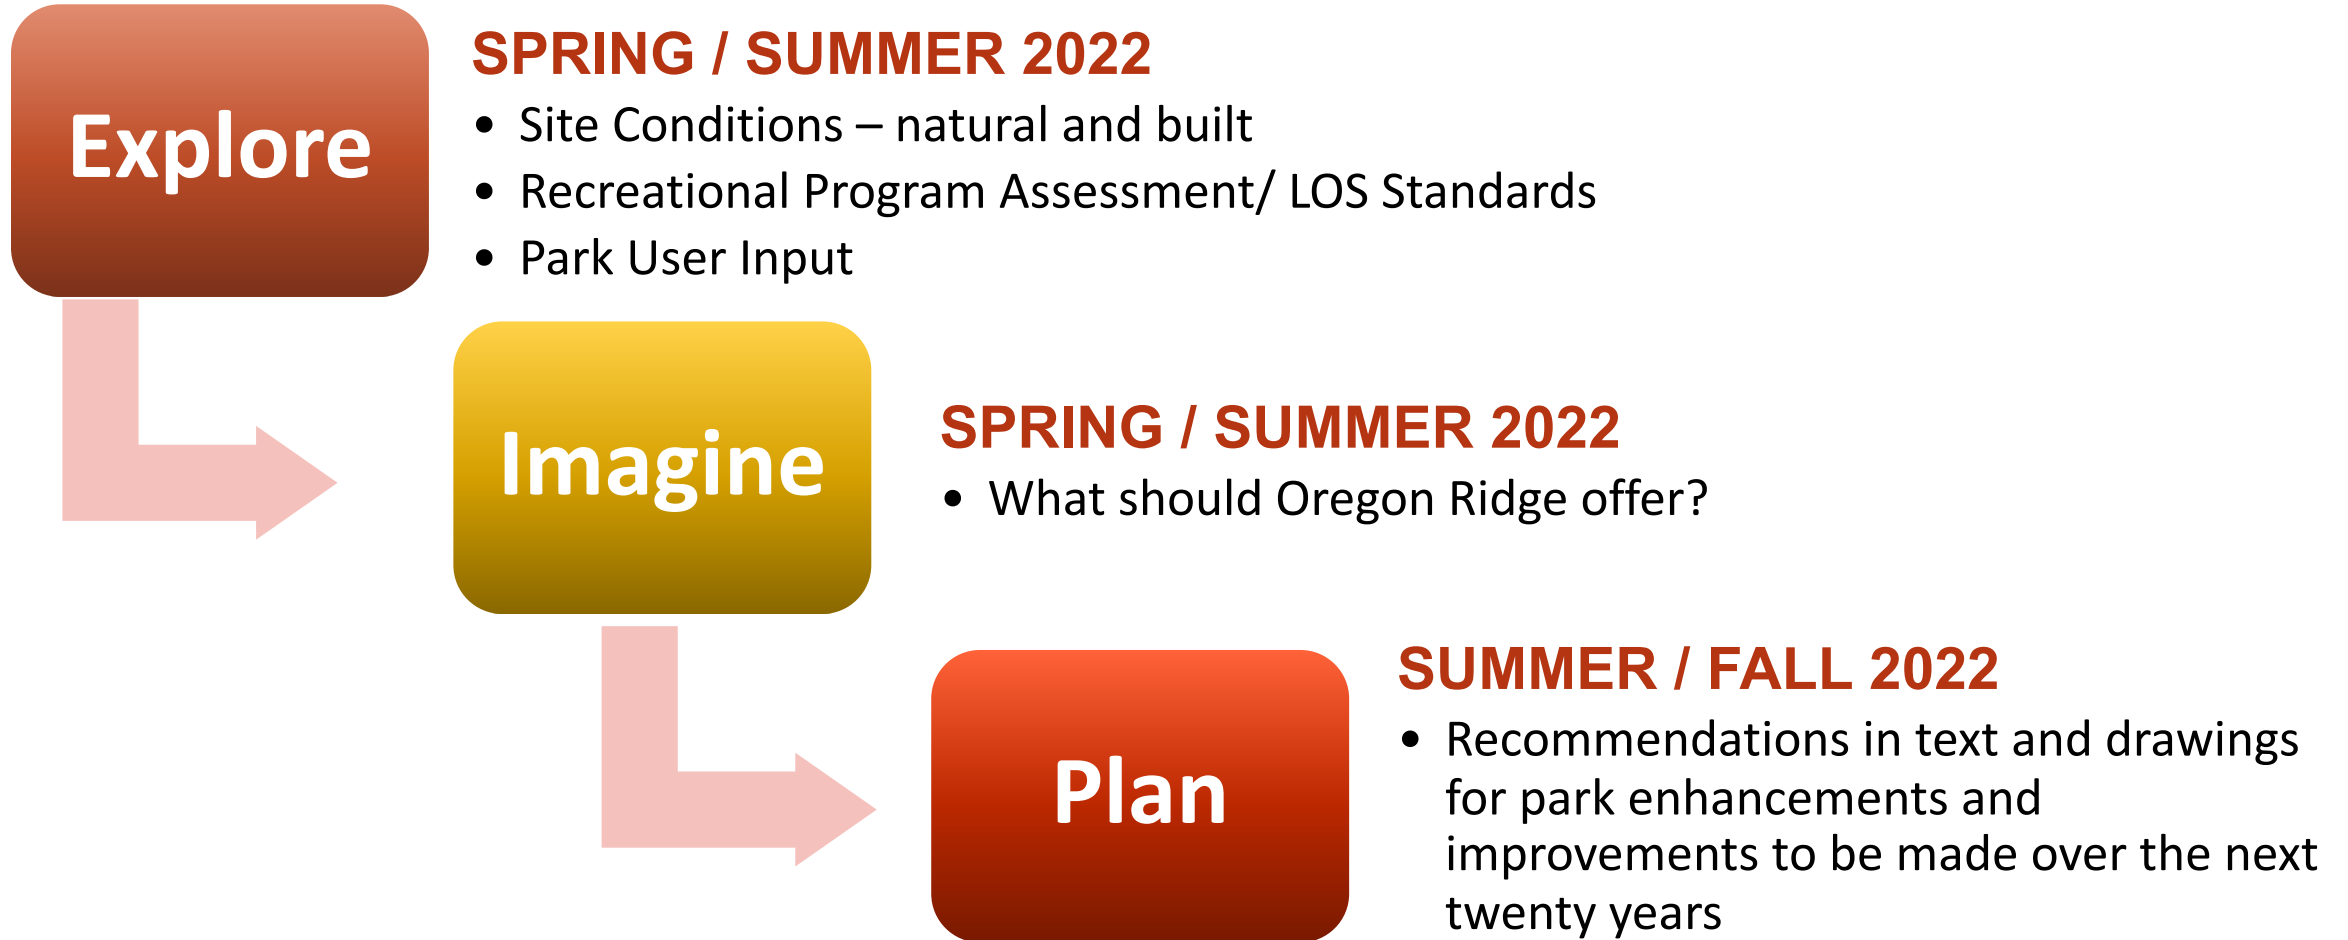 Explore
SPRING / SUMMER 2022
• Site Conditions – natural and built
• Recreational Program Assessment/ LOS Standards
• Park User Input
Imagine
SPRING / SUMMER 2022
• What should Oregon Ridge offer?
Plan
SUMMER / FALL 2022
• Recommendations in text and drawings
for park enhancements and
improvements to be made over the next
twenty years